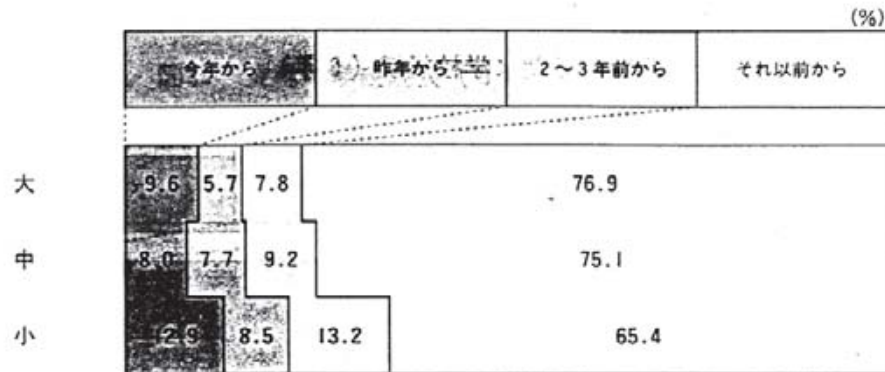 (%)
今年から 昨年から 2～3年前から それ以前から
大 9.6 5.7 7.8 76.9
中 8.0 7.7 9.2 75.1
小 12.9 8.5 13.2 65.4